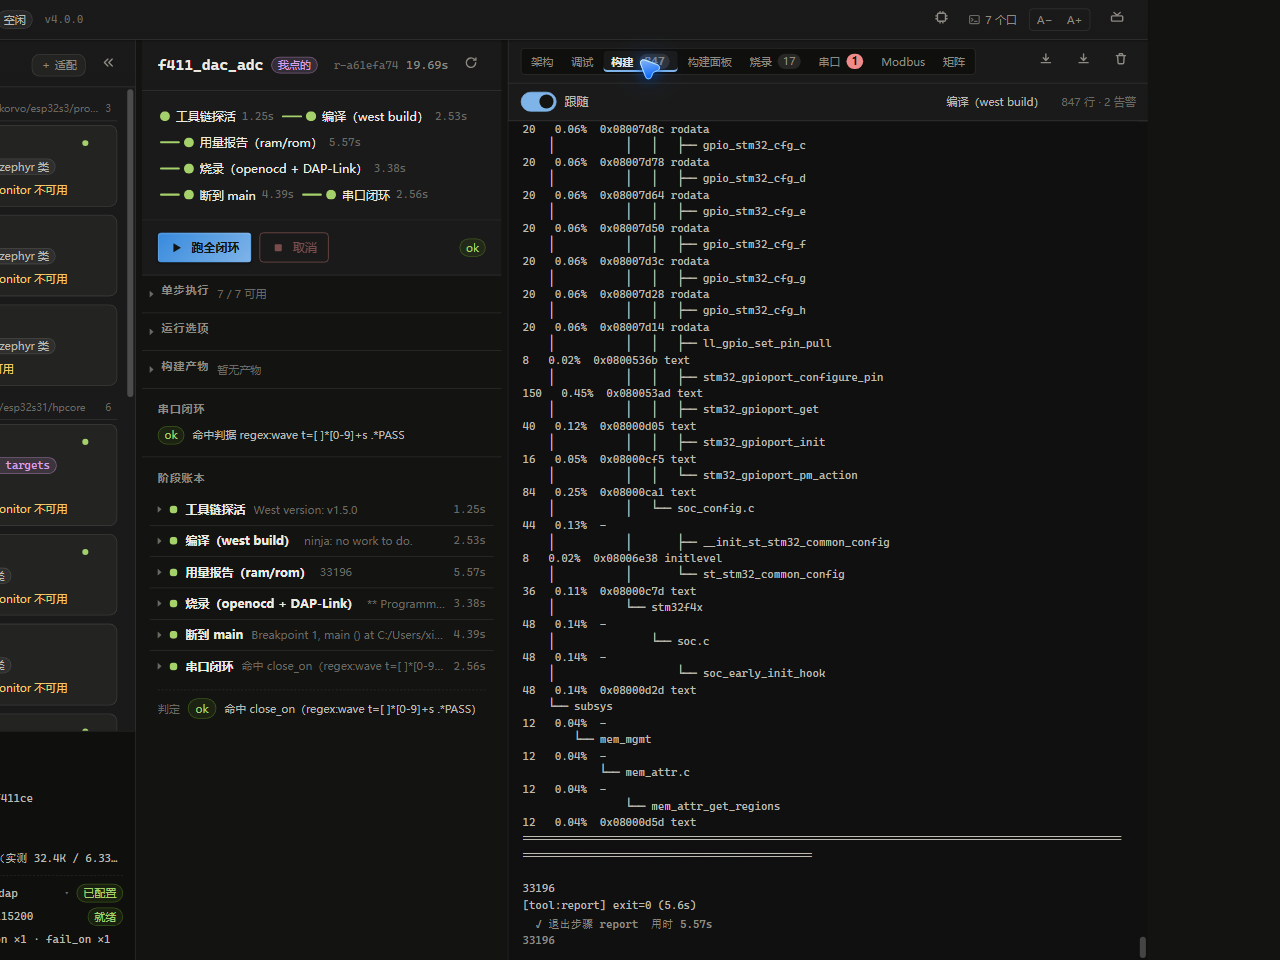 空闲 v4.0.0
7 个口 A− A+
+ 适配
korvo/esp32s3/pro... 3
zephyr 类
onitor 不可用
zephyr 类
onitor 不可用
zephyr 类
/esp32s31/hpcore 6
targets
onitor 不可用
onitor 不可用
onitor 不可用
f411ce
(实测 32.4K / 6.33…
dap - 已配置
15200 就绪
on ×1 · fail_on ×1
f411_dac_adc 我点的 r−a61efa74 19.69s
工具链探活 1.25s 编译（west build） 2.53s
用量报告（ram/rom） 5.57s
烧录（openocd + DAP-Link） 3.38s
断到 main 4.39s 串口闭环 2.56s
跑全闭环 取消 ok
单步执行 7 / 7 可用
运行选项
构建产物 暂无产物
串口闭环
ok 命中判据 regex:wave t=[ ]*[0-9]+s .*PASS
阶段账本
工具链探活 West version: v1.5.0 1.25s
编译（west build） ninja: no work to do. 2.53s
用量报告（ram/rom） 33196 5.57s
烧录（openocd + DAP-Link） ** Programm... 3.38s
断到 main Breakpoint 1, main () at C:/Users/xi... 4.39s
串口闭环 命中 close_on（regex:wave t=[ ]*[0-9... 2.56s
判定 ok 命中 close_on（regex:wave t=[ ]*[0-9]+s .*PASS）
架构 调试 构建 构建面板 烧录 17 串口 1 Modbus 矩阵
跟随 编译（west build） 847 行 · 2 告警
20 0.06% 0x08007d8c rodata
│ │ │ ├── gpio_stm32_cfg_c
20 0.06% 0x08007d78 rodata
│ │ │ ├── gpio_stm32_cfg_d
20 0.06% 0x08007d64 rodata
│ │ │ ├── gpio_stm32_cfg_e
20 0.06% 0x08007d50 rodata
│ │ │ ├── gpio_stm32_cfg_f
20 0.06% 0x08007d3c rodata
│ │ │ ├── gpio_stm32_cfg_g
20 0.06% 0x08007d28 rodata
│ │ │ ├── gpio_stm32_cfg_h
20 0.06% 0x08007d14 rodata
│ │ │ ├── ll_gpio_set_pin_pull
8 0.02% 0x0800536b text
│ │ │ ├── stm32_gpioport_configure_pin
150 0.45% 0x080053ad text
│ │ │ ├── stm32_gpioport_get
40 0.12% 0x08000d05 text
│ │ │ ├── stm32_gpioport_init
16 0.05% 0x08000cf5 text
│ │ │ └── stm32_gpioport_pm_action
84 0.25% 0x08000ca1 text
│ │ └── soc_config.c
44 0.13% −
│ │ ├── __init_st_stm32_common_config
8 0.02% 0x08006e38 initlevel
│ │ └── st_stm32_common_config
36 0.11% 0x08000c7d text
│ └── stm32f4x
48 0.14% −
│ └── soc.c
48 0.14% −
│ └── soc_early_init_hook
48 0.14% 0x08000d2d text
└── subsys
12 0.04% −
└── mem_mgmt
12 0.04% −
└── mem_attr.c
12 0.04% −
└── mem_attr_get_regions
12 0.04% 0x08000d5d text
33196
[tool:report] exit=0 (5.6s)
✓ 退出步骤 report 用时 5.57s
33196